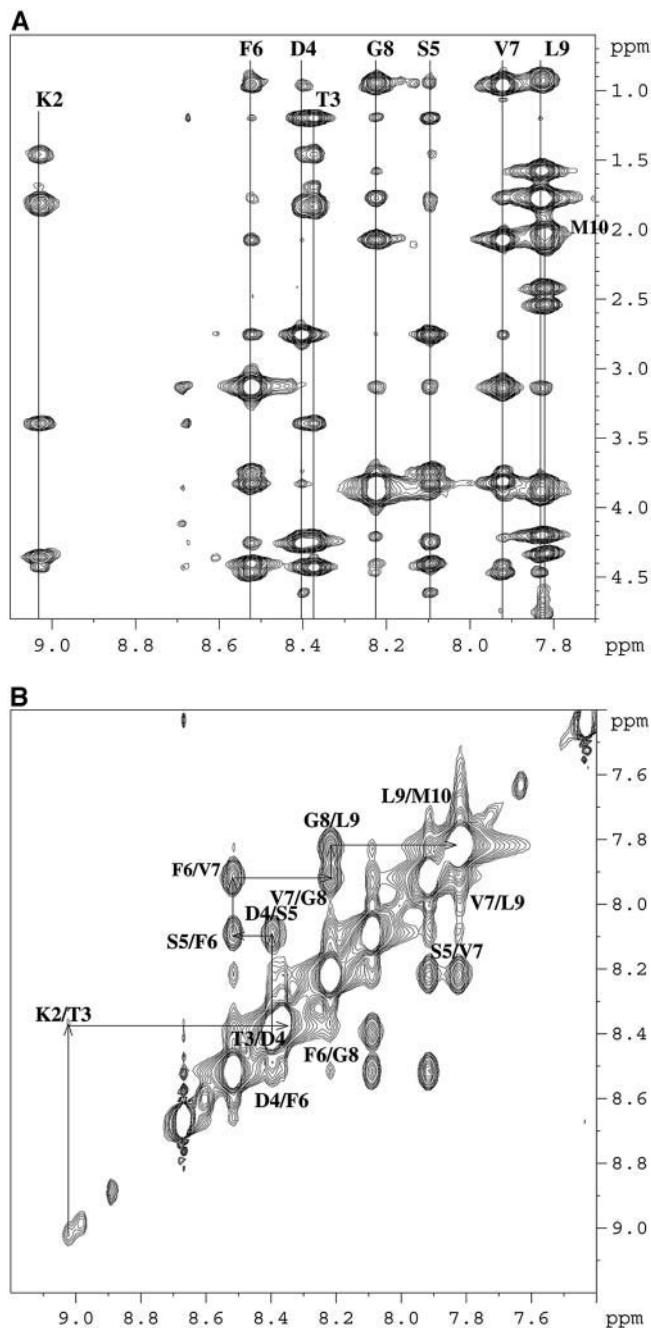 A
ppm
F6 D4 G8 S5 V7 L9
K2 T3
1.0
1.5
M10
2.0
2.5
3.0
3.5
4.0
4.5
9.0 8.8 8.6 8.4 8.2 8.0 7.8 ppm
B
ppm
7.6
L9/M10
G8/L9
7.8
F6/V7
V7/G8 V7/L9
D4/S5
8.0
S5/F6 S5/V7
8.2
K2/T3
T3/D4
8.4
F6/G8
D4/F6
8.6
8.8
9.0
9.0 8.8 8.6 8.4 8.2 8.0 7.8 7.6 ppm